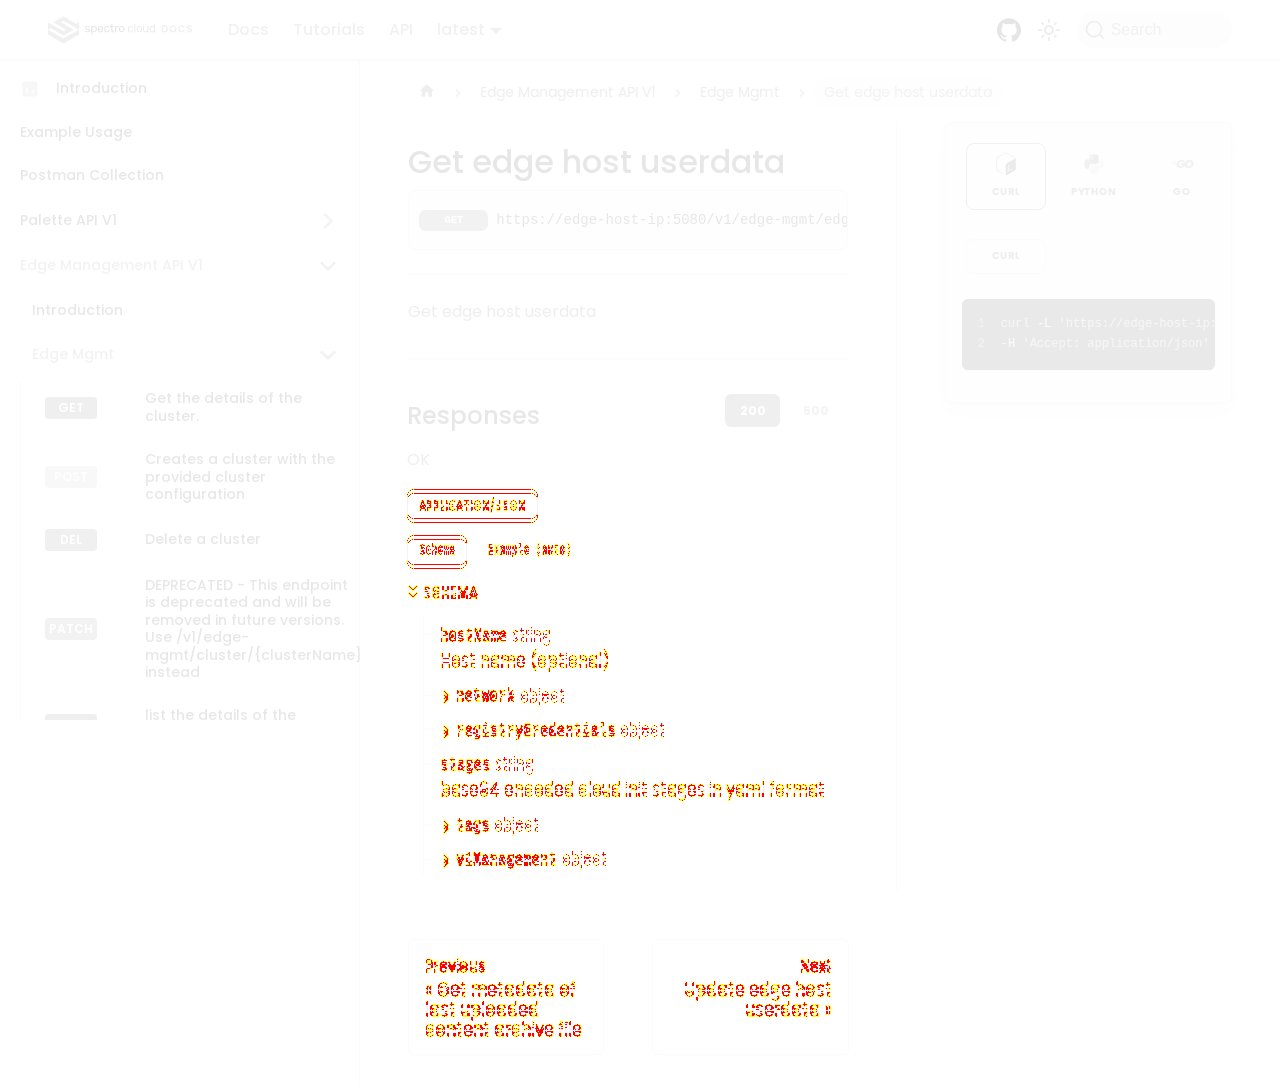 spectro cloud DOCS
Docs Tutorials API latest
Search
Introduction
Example Usage
Postman Collection
Palette API V1
Edge Management API V1
Introduction
Edge Mgmt
GET Get the details of the
cluster.
POST Creates a cluster with the
provided cluster
configuration
DEL Delete a cluster
PATCH DEPRECATED - This endpoint
is deprecated and will be
removed in future versions.
Use /v1/edge-
mgmt/cluster/{clusterName}
instead
list the details of the
Edge Management API V1 Edge Mgmt Get edge host userdata
Get edge host userdata
GET https://edge-host-ip:5080/v1/edge-mgmt/edg
Get edge host userdata
Responses
200 500
OK
APPLICATION/JSON
Schema Example (auto)
SCHEMA
hostName string
Host name (optional)
network object
registryCredentials object
stages string
base64 encoded cloud init stages in yaml format
tags object
v1Management object
Previous
« Get metadata of
last uploaded
content archive file
Next
Update edge host
userdata »
CURL PYTHON GO
CURL
1 curl -L 'https://edge-host-ip:
2 -H 'Accept: application/json'